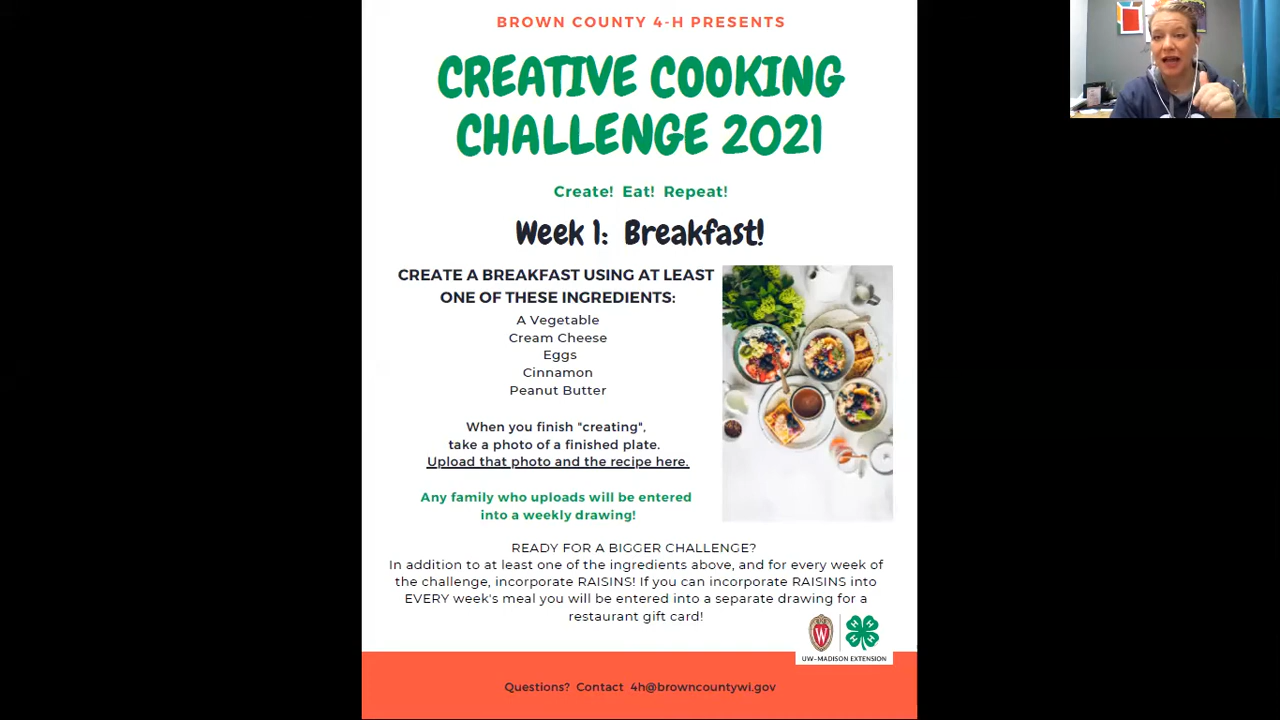 BROWN COUNTY 4-H PRESENTS
CREATIVE COOKING
CHALLENGE 2021
Create! Eat! Repeat!
Week 1: Breakfast!
CREATE A BREAKFAST USING AT LEAST
ONE OF THESE INGREDIENTS:
A Vegetable
Cream Cheese
Eggs
Cinnamon
Peanut Butter
When you finish "creating",
take a photo of a finished plate.
Upload that photo and the recipe here.
Any family who uploads will be entered
into a weekly drawing!
READY FOR A BIGGER CHALLENGE?
In addition to at least one of the ingredients above, and for every week of
the challenge, incorporate RAISINS! If you can incorporate RAISINS into
EVERY week's meal you will be entered into a separate drawing for a
restaurant gift card!
W
H H H H
UW-MADISON EXTENSION
Questions? Contact 4h@browncountywi.gov